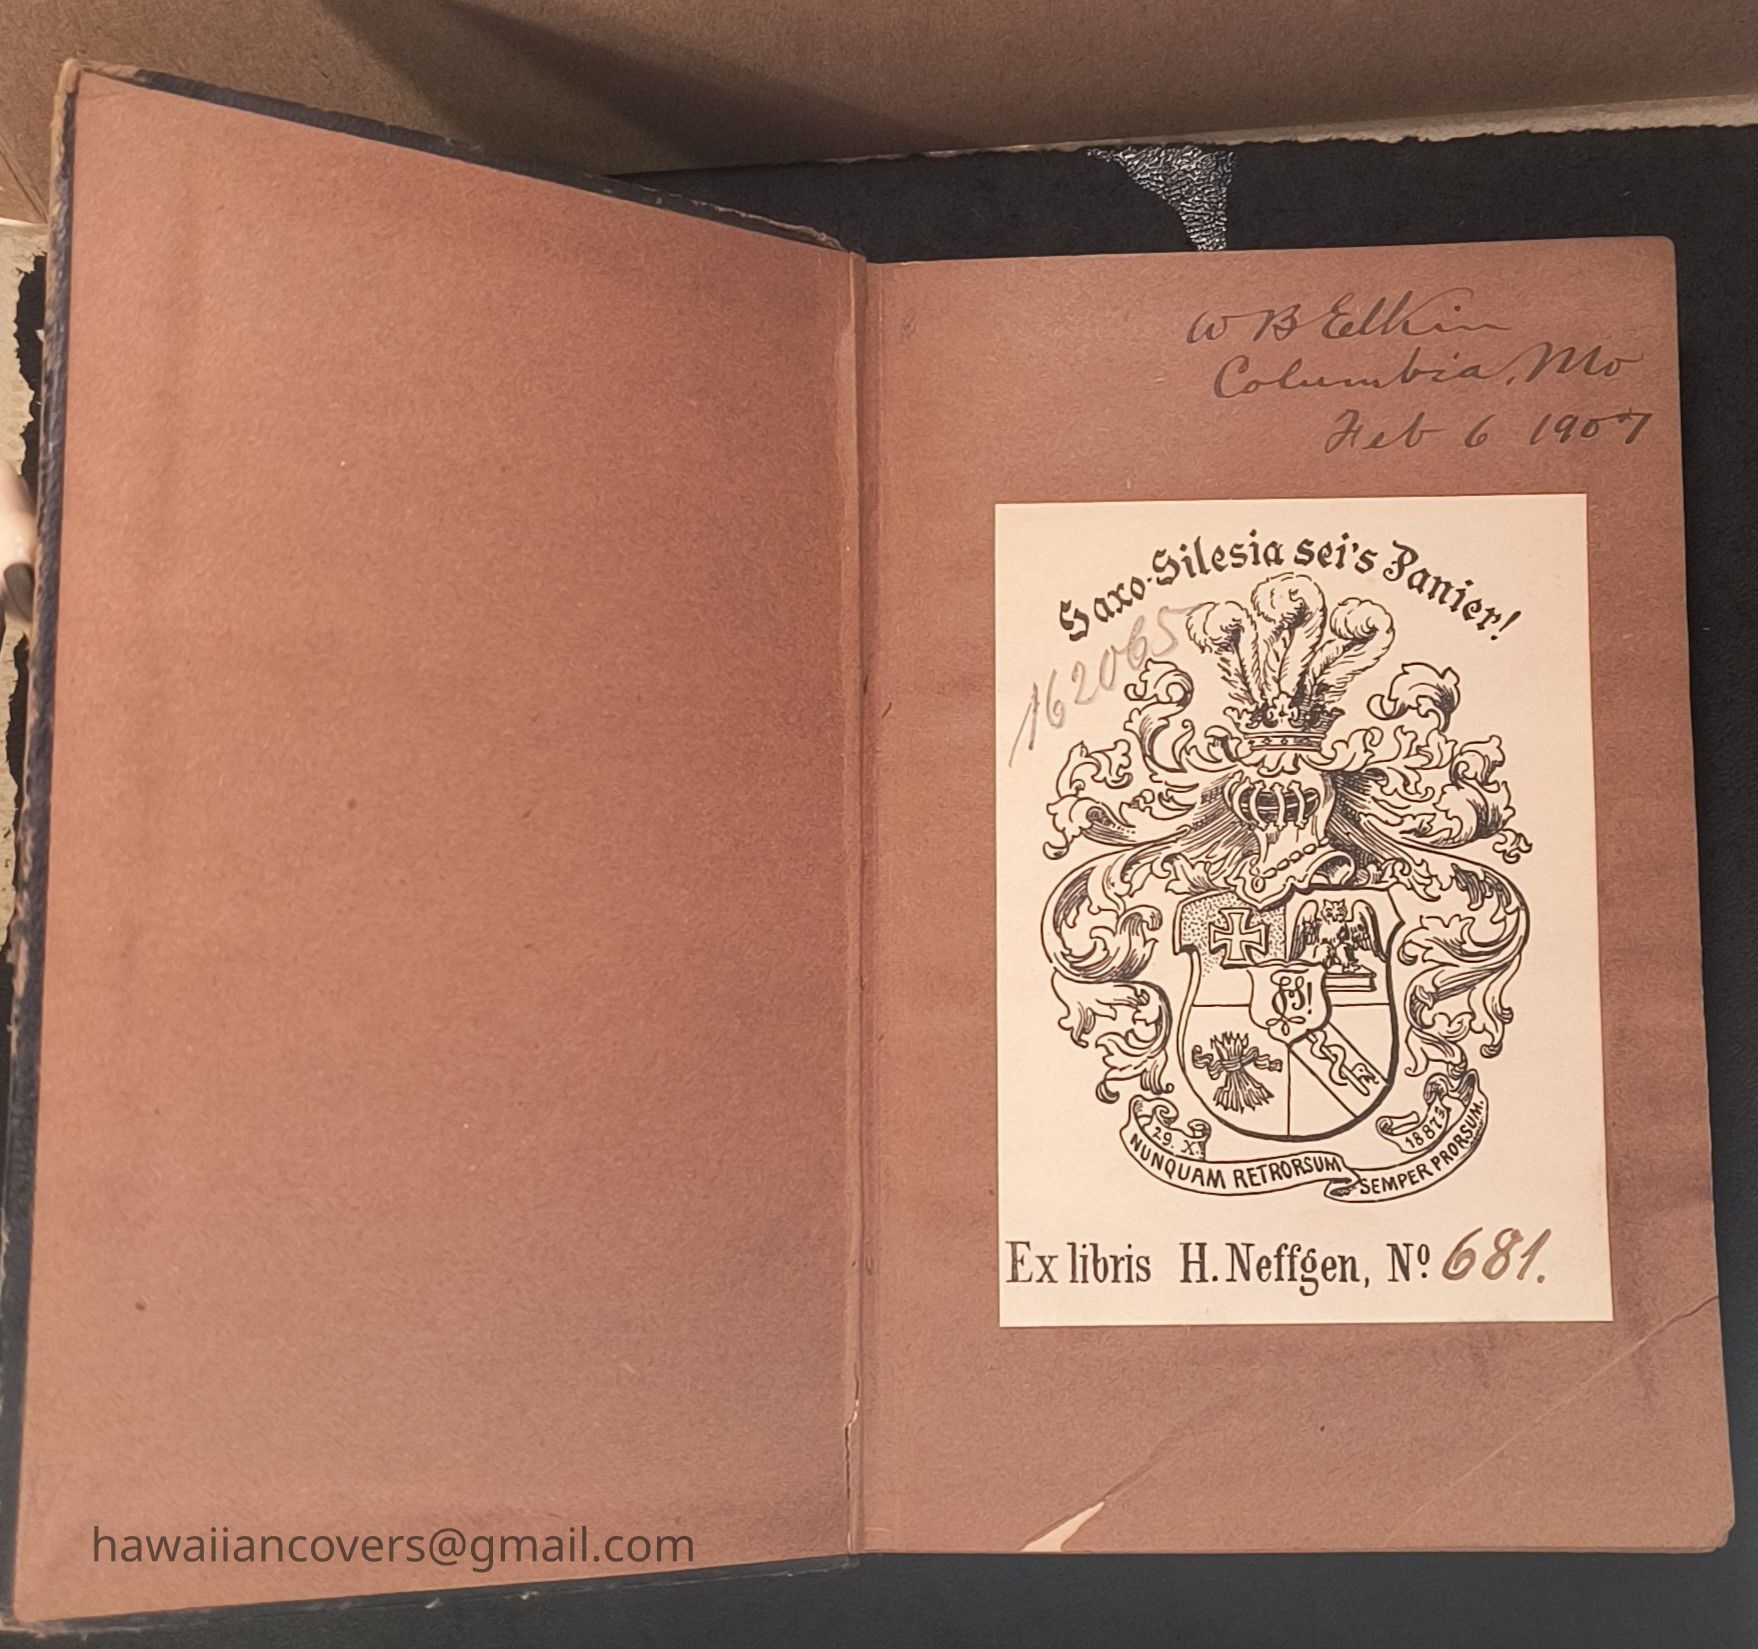 W B Elkin
Columbia, Mo
Feb 6 1907
Saxo-Silesia sei's Panier!
162065
29. X.
1887
NUNQUAM RETRORSUM SEMPER PRORSUM.
Ex libris H. Neffgen, Nº 681.
hawaiiancovers@gmail.com